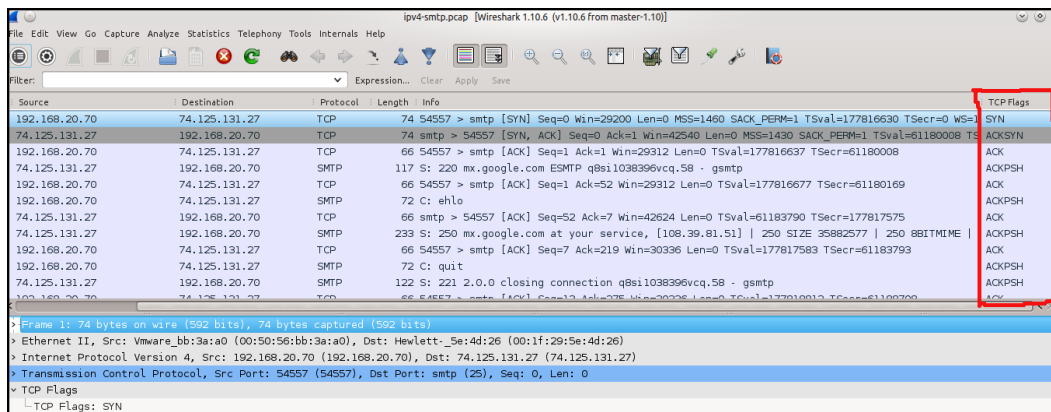 ipv4-smtp.pcap [Wireshark 1.10.6 (v1.10.6 from master-1.10)]
File Edit View Go Capture Analyze Statistics Telephony Tools Internals Help
Filter: Expression... Clear Apply Save
Source Destination Protocol Length Info TCP Flags
192.168.20.70 74.125.131.27 TCP 74 54557 > smtp [SYN] Seq=0 Win=29200 Len=0 MSS=1460 SACK_PERM=1 TSval=177816630 TSecr=0 WS=1 SYN
74.125.131.27 192.168.20.70 TCP 74 smtp > 54557 [SYN, ACK] Seq=0 Ack=1 Win=42540 Len=0 MSS=1430 SACK_PERM=1 TSval=61180008 TS ACKSYN
192.168.20.70 74.125.131.27 TCP 66 54557 > smtp [ACK] Seq=1 Ack=1 Win=29312 Len=0 TSval=177816637 TSecr=61180008 ACK
74.125.131.27 192.168.20.70 SMTP 117 S: 220 mx.google.com ESMTP q8si1038396vcq.58 - gsmtp ACKPSH
192.168.20.70 74.125.131.27 TCP 66 54557 > smtp [ACK] Seq=1 Ack=52 Win=29312 Len=0 TSval=177816677 TSecr=61180169 ACK
192.168.20.70 74.125.131.27 SMTP 72 C: ehlo ACKPSH
74.125.131.27 192.168.20.70 TCP 66 smtp > 54557 [ACK] Seq=52 Ack=7 Win=42624 Len=0 TSval=61183790 TSecr=177817575 ACK
74.125.131.27 192.168.20.70 SMTP 233 S: 250 mx.google.com at your service, [108.39.81.51] | 250 SIZE 35882577 | 250 8BITMIME | ACKPSH
192.168.20.70 74.125.131.27 TCP 66 54557 > smtp [ACK] Seq=7 Ack=219 Win=30336 Len=0 TSval=177817583 TSecr=61183793 ACK
192.168.20.70 74.125.131.27 SMTP 72 C: quit ACKPSH
74.125.131.27 192.168.20.70 SMTP 122 S: 221 2.0.0 closing connection q8si1038396vcq.58 - gsmtp ACKPSH
192.168.20.70 74.125.131.27 TCP 66 54557 > smtp [ACK] ACK
Frame 1: 74 bytes on wire (592 bits), 74 bytes captured (592 bits)
Ethernet II, Src: Vmware_bb:3a:a0 (00:50:56:bb:3a:a0), Dst: Hewlett-_5e:4d:26 (00:1f:29:5e:4d:26)
Internet Protocol Version 4, Src: 192.168.20.70 (192.168.20.70), Dst: 74.125.131.27 (74.125.131.27)
Transmission Control Protocol, Src Port: 54557 (54557), Dst Port: smtp (25), Seq: 0, Len: 0
TCP Flags
TCP Flags: SYN